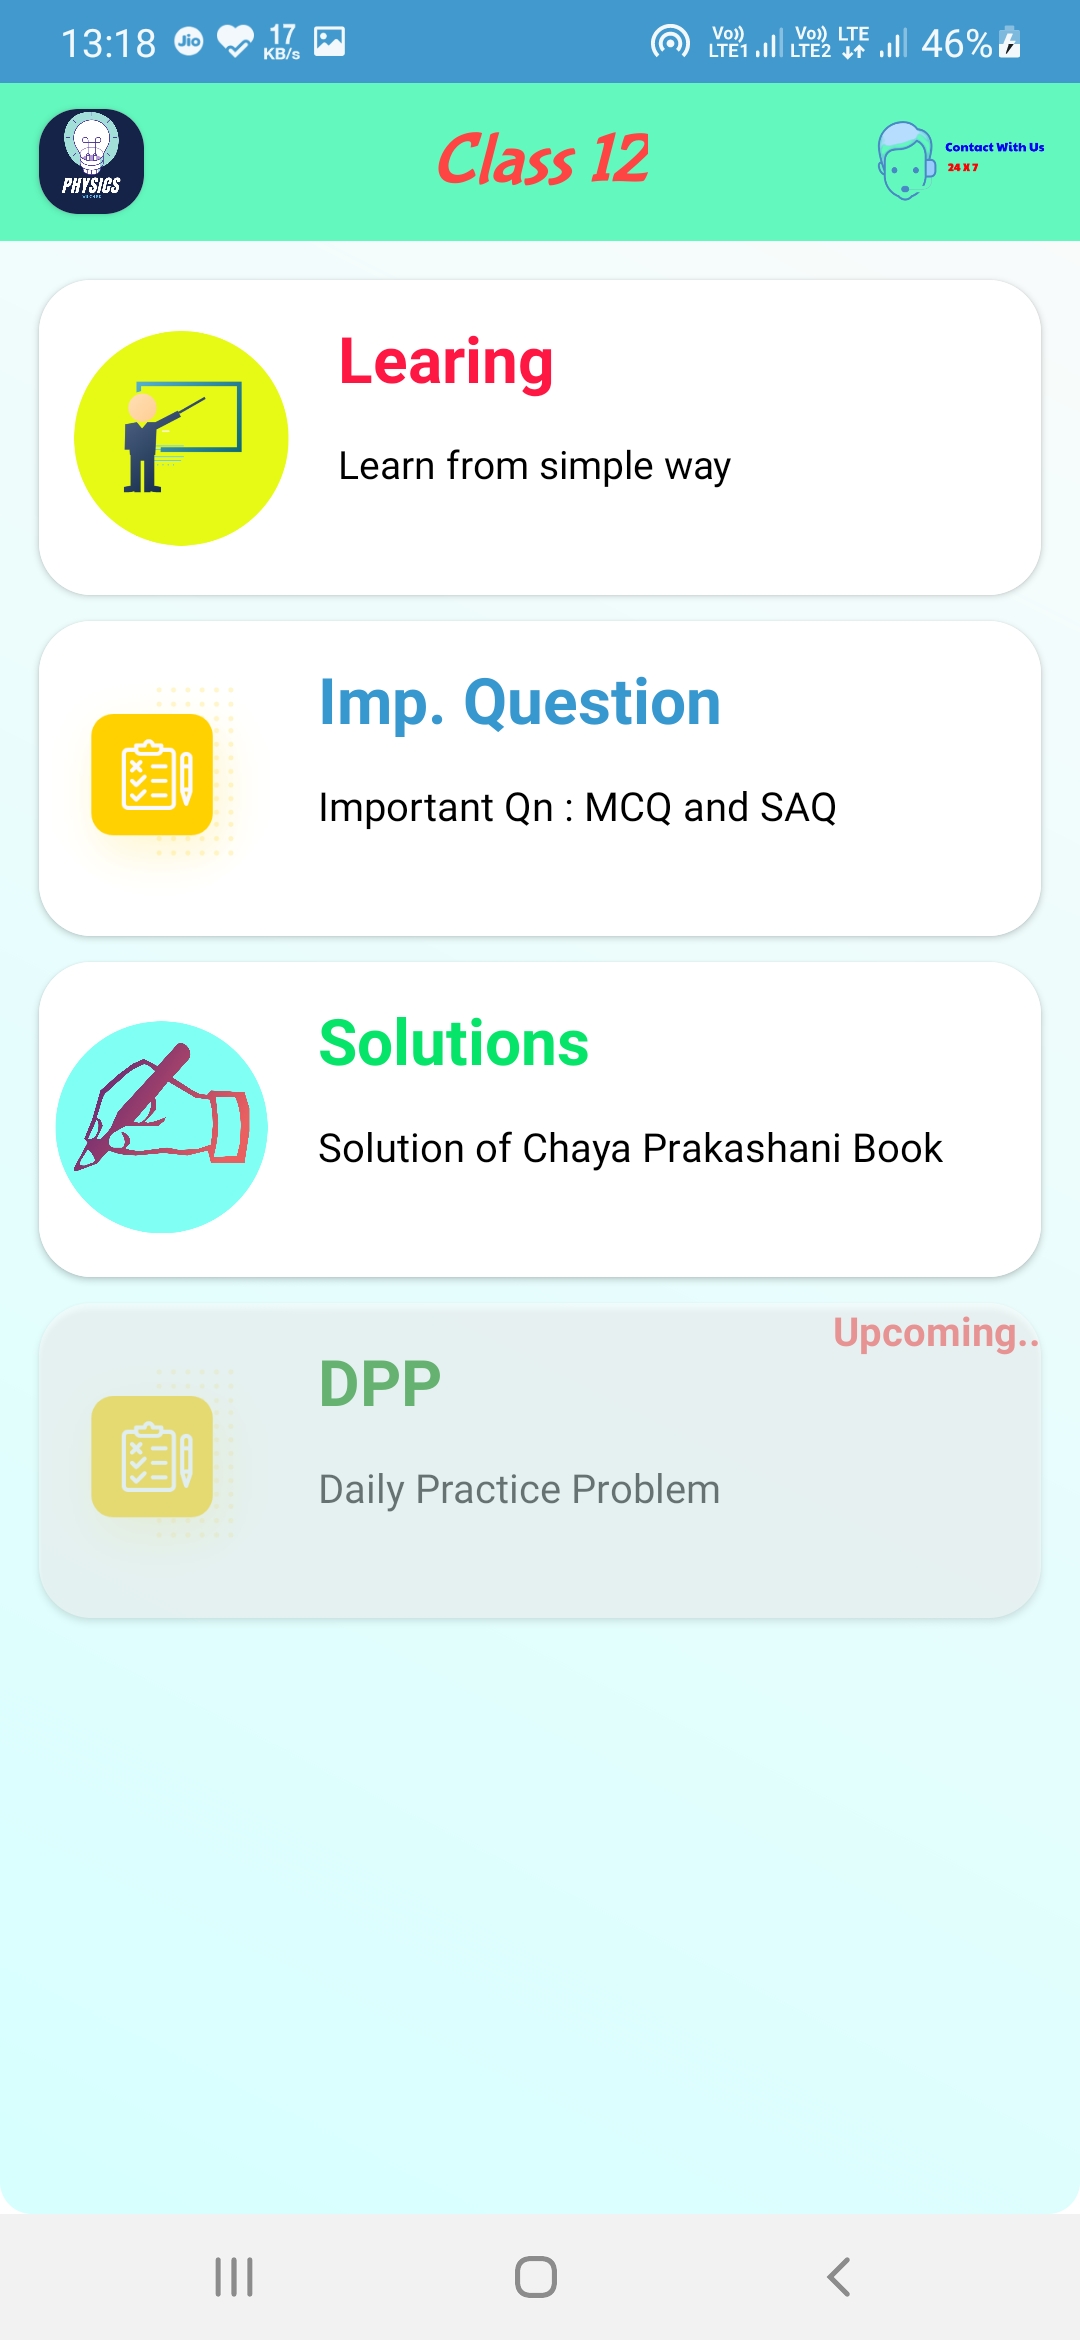 13:18 Jio 17 KB/s Vo)) LTE1 Vo)) LTE2 LTE 46%
PHYSICS
Class 12
Contact With Us
24 X 7
Learing
Learn from simple way
Imp. Question
Important Qn : MCQ and SAQ
Solutions
Solution of Chaya Prakashani Book
Upcoming..
DPP
Daily Practice Problem